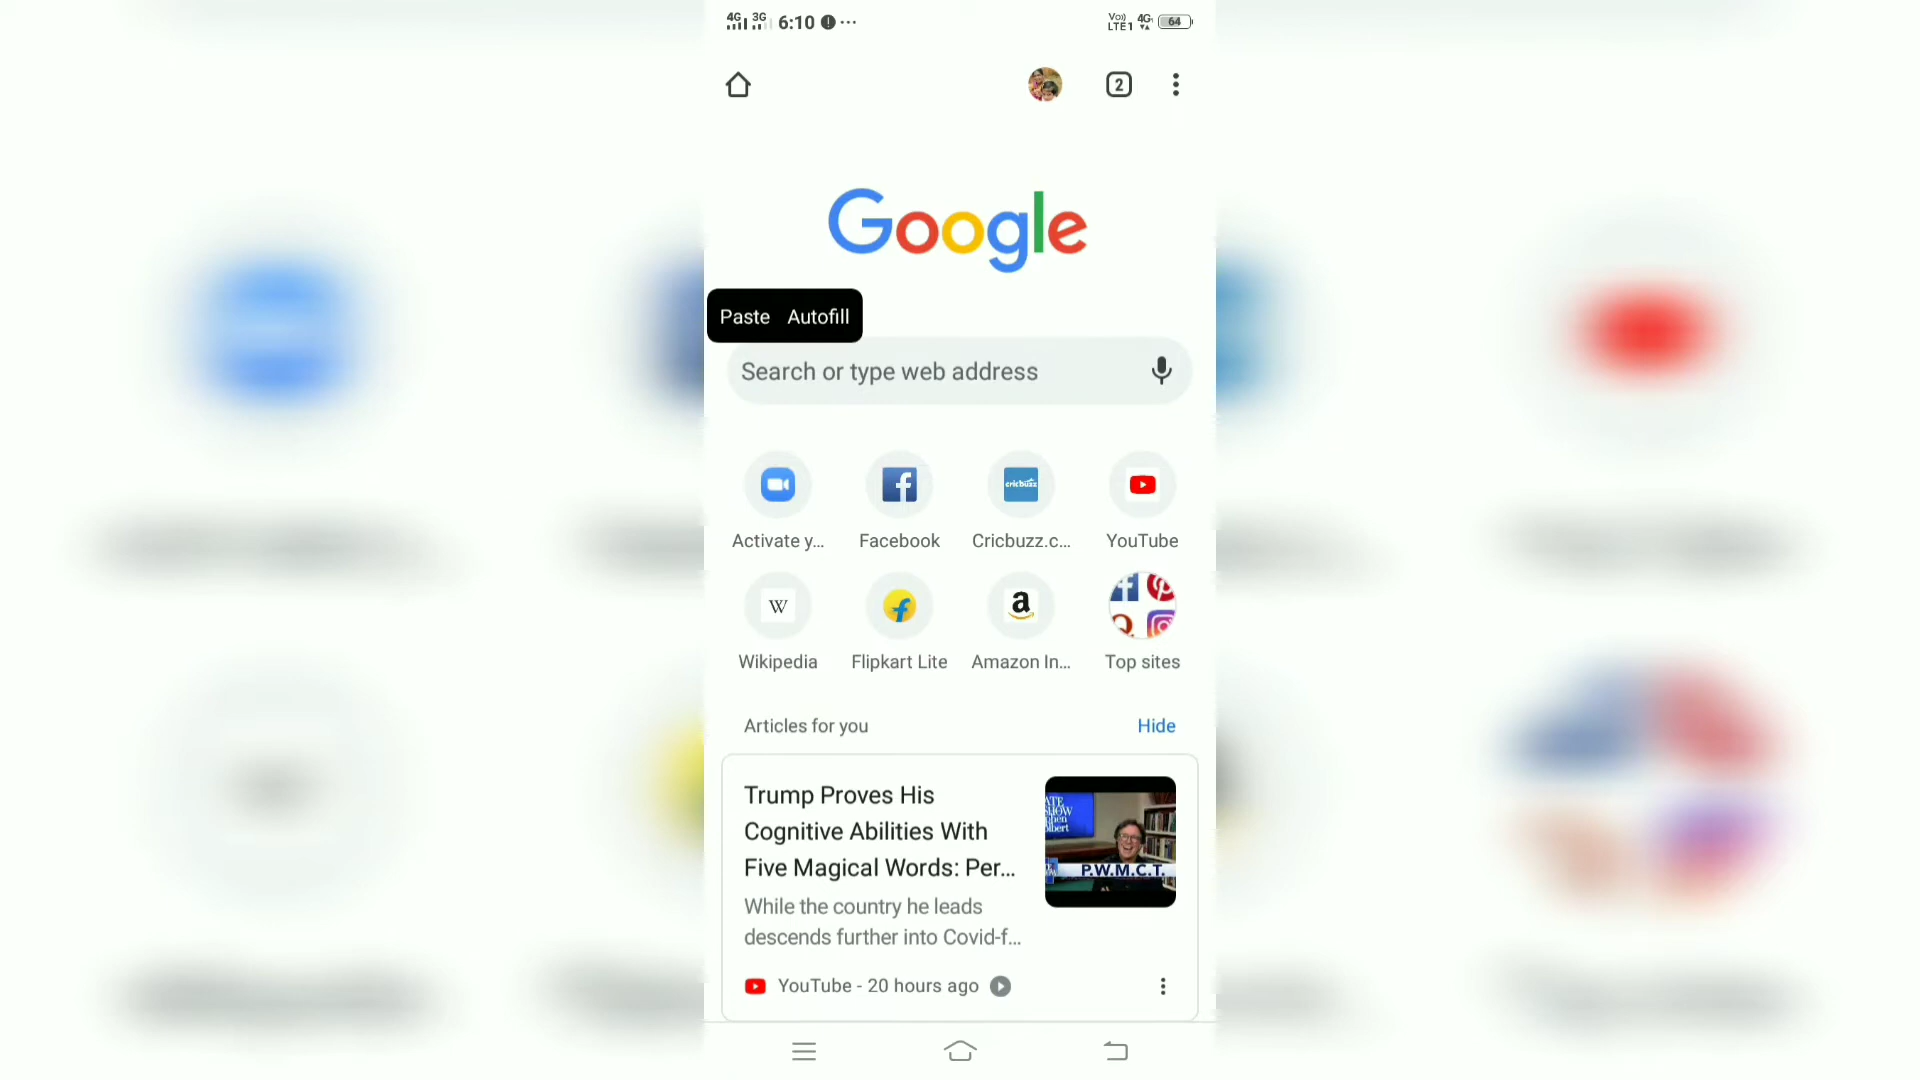 4G 3G 6:10
Vo)) LTE1 4G 64
2
Google
Paste Autofill
Search or type web address
cricbuzz
Activate y... Facebook Cricbuzz.c... YouTube
W
a
Wikipedia Flipkart Lite Amazon In... Top sites
Articles for you Hide
Trump Proves His
Cognitive Abilities With
Five Magical Words: Per...
P.W.M.C.T.
While the country he leads
descends further into Covid-f...
YouTube - 20 hours ago